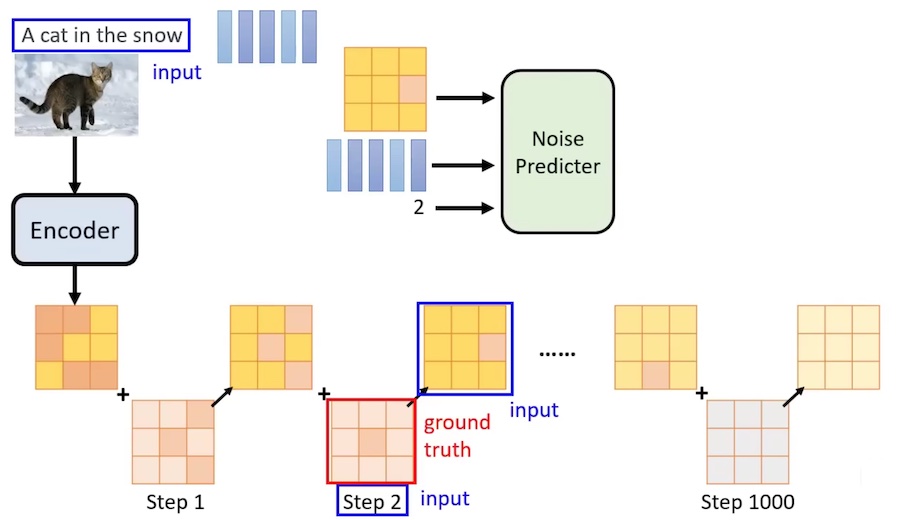 A cat in the snow
input
Noise
Predicter
2
Encoder
+
+
......
+
input
ground
truth
Step 1
Step 2
input
Step 1000